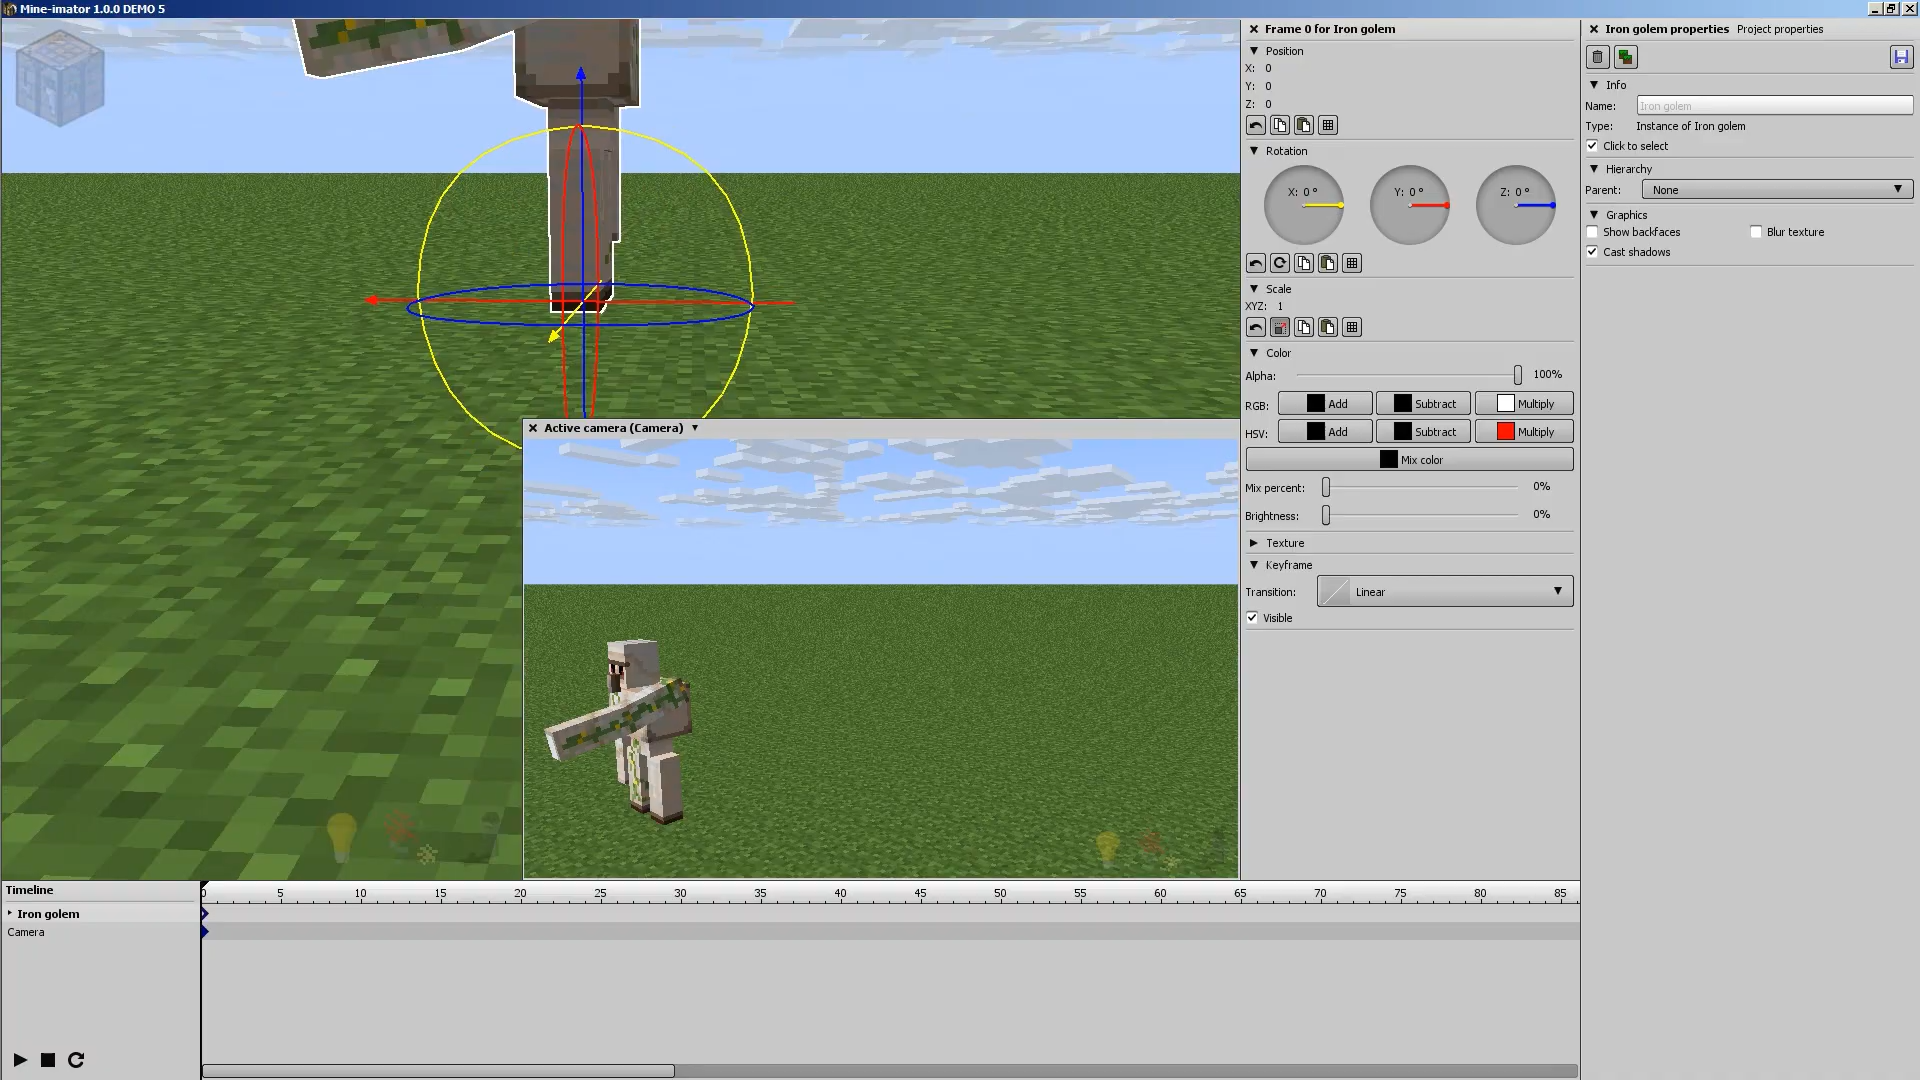 Mine-imator 1.0.0 DEMO 5
Frame 0 for Iron golem
Position
X: 0
Y: 0
Z: 0
Rotation
X: 0 °
Y: 0 °
Z: 0 °
Scale
XYZ: 1
Color
Alpha: 100%
RGB: Add Subtract Multiply
HSV: Add Subtract Multiply
Mix color
Mix percent: 0%
Brightness: 0%
Texture
Keyframe
Transition: Linear
Visible
Iron golem properties Project properties
Info
Name: Iron golem
Type: Instance of Iron golem
Click to select
Hierarchy
Parent: None
Graphics
Show backfaces Blur texture
Cast shadows
Active camera (Camera)
Timeline
0 5 10 15 20 25 30 35 40 45 50 55 60 65 70 75 80 85
Iron golem
Camera